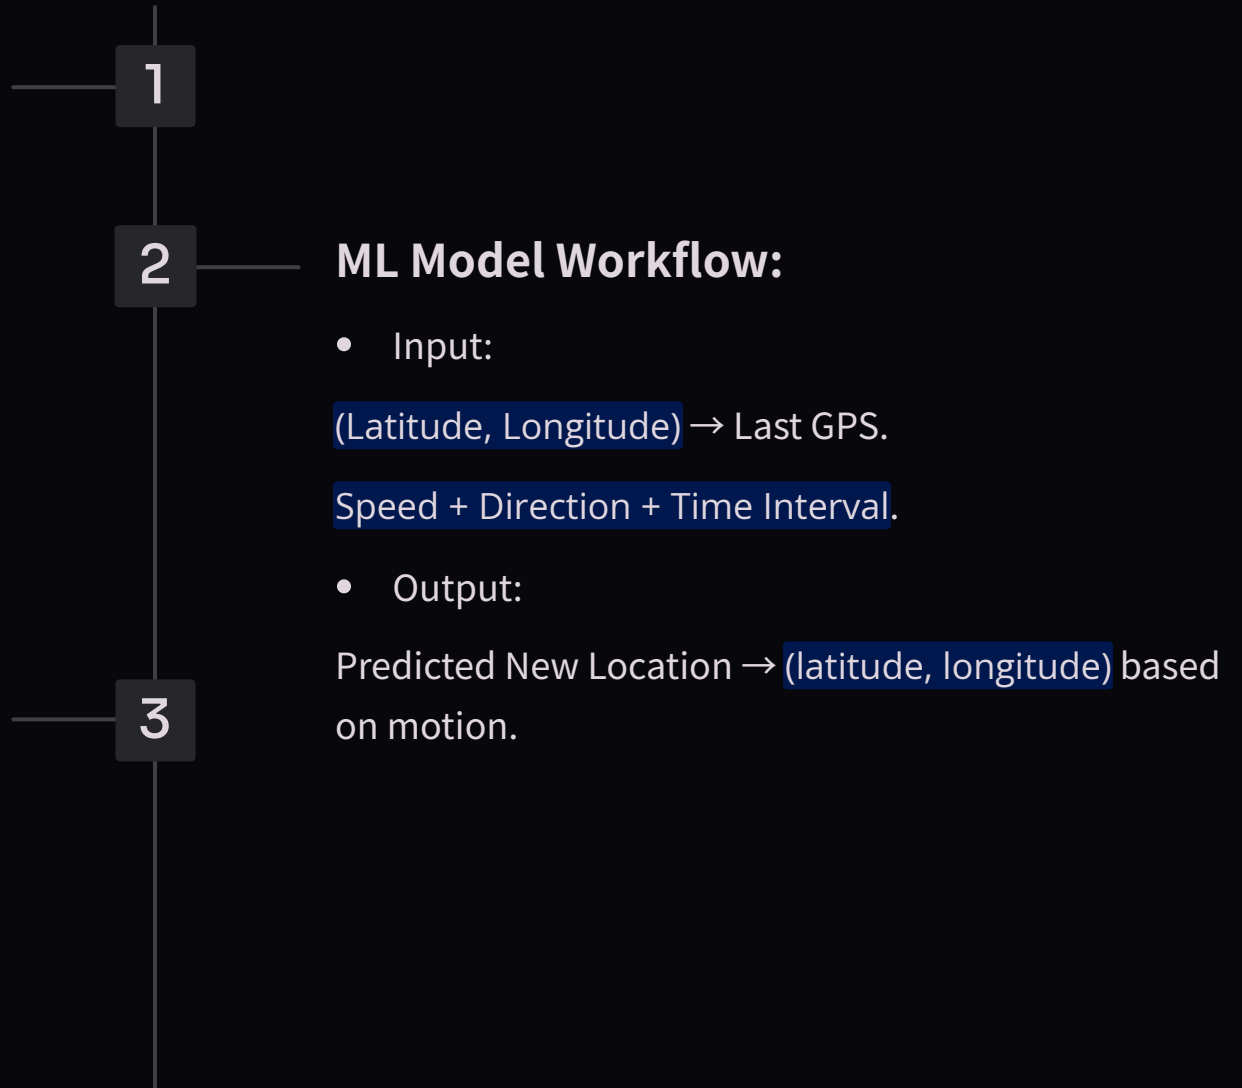 1
2
ML Model Workflow:
• Input:
(Latitude, Longitude) → Last GPS.
Speed + Direction + Time Interval.
• Output:
Predicted New Location → (latitude, longitude) based
on motion.
3